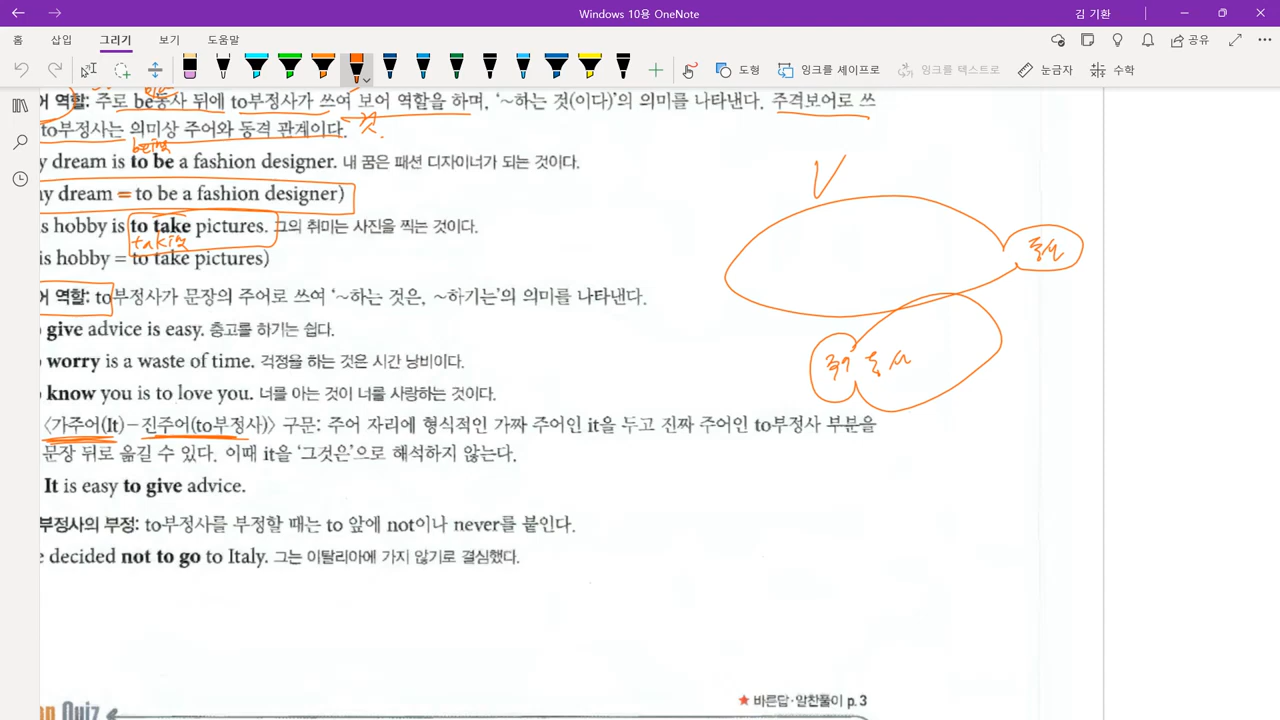 Windows 10용 OneNote
김 기환
홈 삽입 그리기 보기 도움말
공유
도형 잉크를 셰이프로 잉크를 텍스트로 눈금자 수학
어 역할: 주로 be동사 뒤에 to부정사가 쓰여 보어 역할을 하며, ‘~하는 것(이다)’의 의미를 나타낸다. 주격보어로 쓰
것.
to부정사는 의미상 주어와 동격 관계이다.
being
y dream is to be a fashion designer. 내 꿈은 패션 디자이너가 되는 것이다.
V
ny dream = to be a fashion designer)
s hobby is to take pictures. 그의 취미는 사진을 찍는 것이다.
taking
동사
is hobby = to take pictures)
어 역할: to부정사가 문장의 주어로 쓰여 ‘~하는 것은, ~하기는’의 의미를 나타낸다.
give advice is easy. 충고를 하기는 쉽다.
worry is a waste of time. 걱정을 하는 것은 시간 낭비이다.
주어 동사
know you is to love you. 너를 아는 것이 너를 사랑하는 것이다.
〈가주어(It)-진주어(to부정사)〉 구문: 주어 자리에 형식적인 가짜 주어인 it을 두고 진짜 주어인 to부정사 부분을
문장 뒤로 옮길 수 있다. 이때 it을 ‘그것은’으로 해석하지 않는다.
It is easy to give advice.
부정사의 부정: to부정사를 부정할 때는 to 앞에 not이나 never를 붙인다.
e decided not to go to Italy. 그는 이탈리아에 가지 않기로 결심했다.
★ 바른답·알찬풀이 p.3
on Quiz